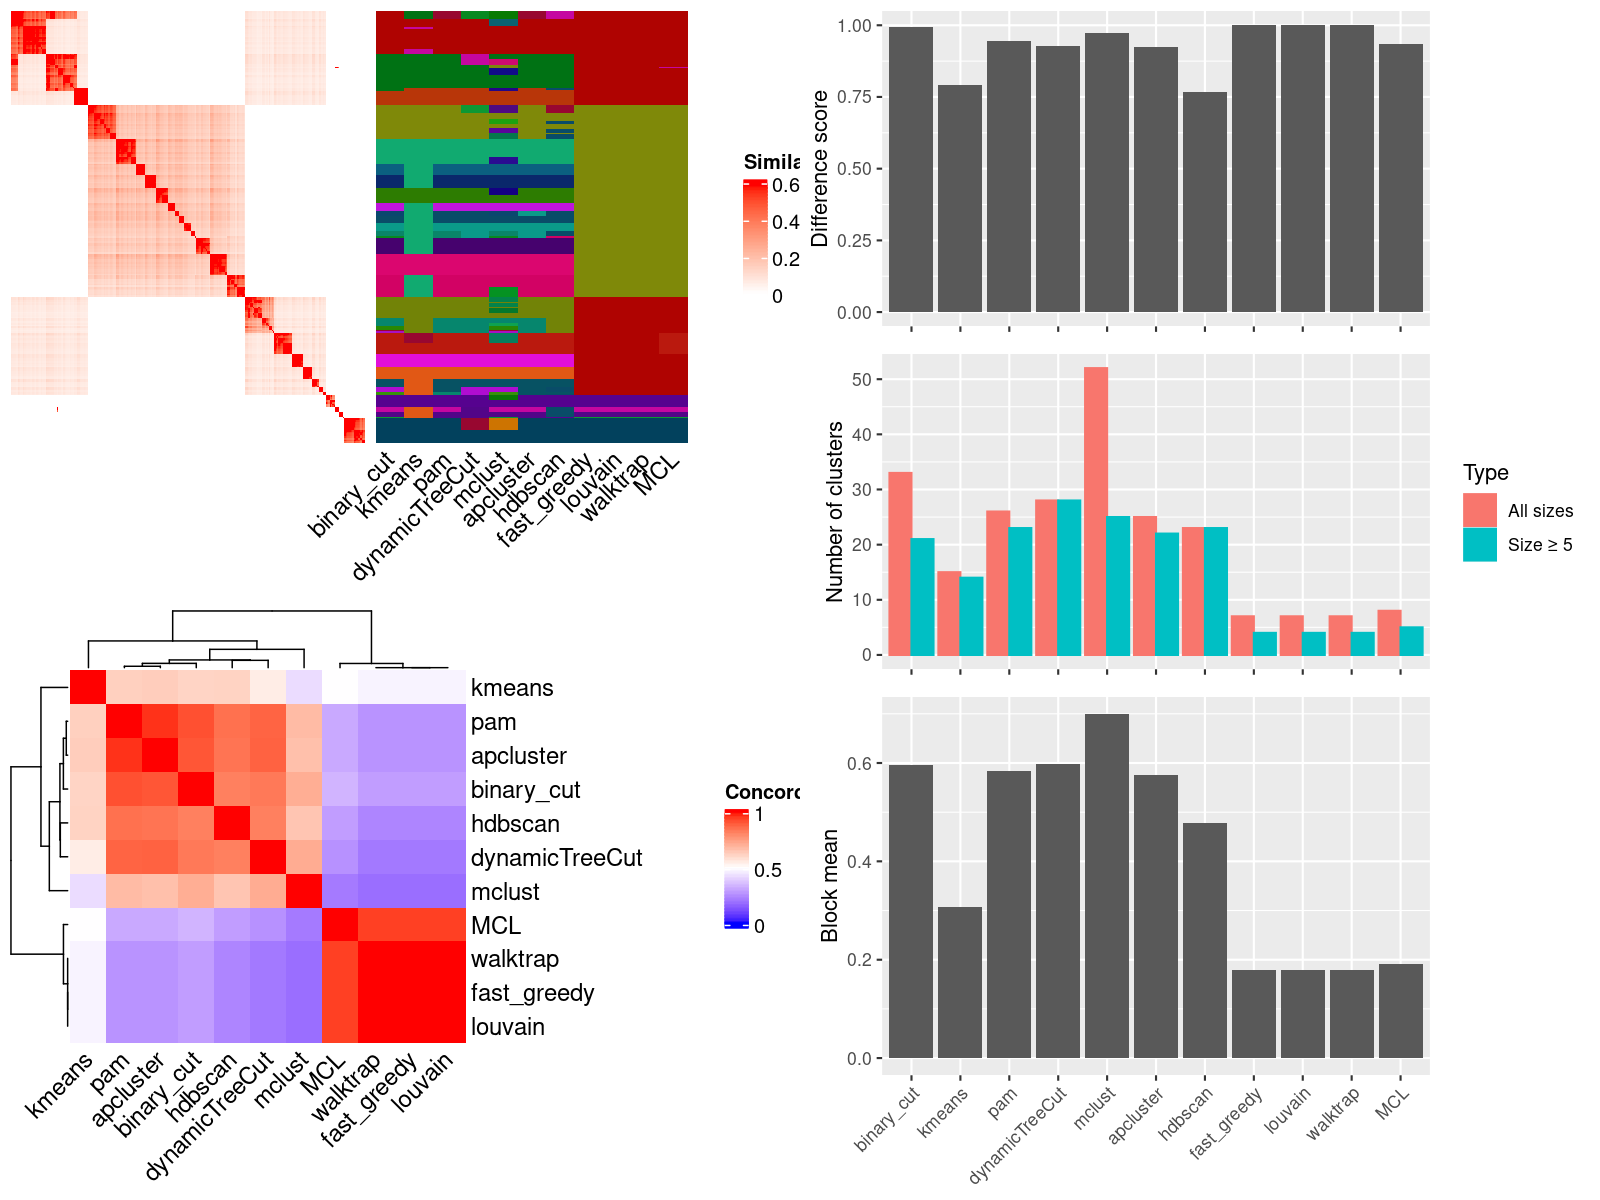 Simila
0.6
0.4
0.2
0
binary_cut
kmeans
pam
dynamicTreeCut
mclust
apcluster
hdbscan
fast_greedy
louvain
walktrap
MCL
kmeans
pam
apcluster
binary_cut
hdbscan
dynamicTreeCut
mclust
MCL
walktrap
fast_greedy
louvain
kmeans
pam
apcluster
binary_cut
hdbscan
dynamicTreeCut
mclust
MCL
walktrap
fast_greedy
louvain
Concord
1
0.5
0
Difference score
1.00
0.75
0.50
0.25
0.00
Number of clusters
50
40
30
20
10
0
Type
All sizes
Size ≥ 5
Block mean
0.6
0.4
0.2
0.0
binary_cut
kmeans
pam
dynamicTreeCut
mclust
apcluster
hdbscan
fast_greedy
louvain
walktrap
MCL